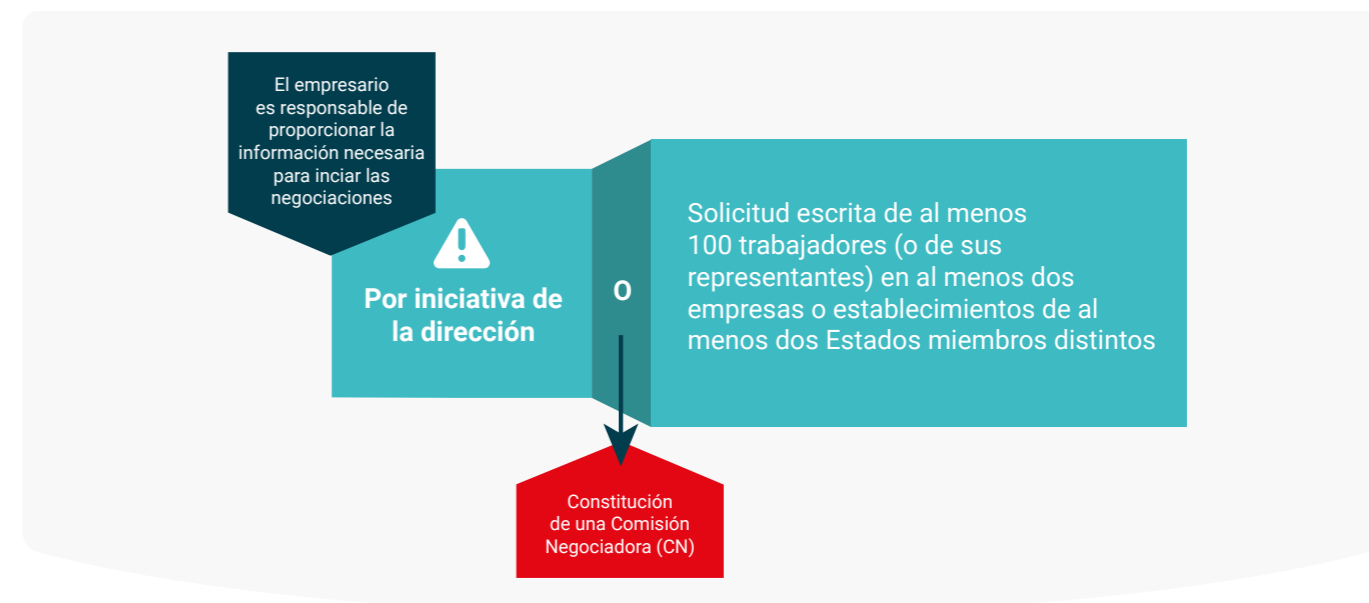 El empresario
es responsable de
proporcionar la
información necesaria
para inciar las
negociaciones
Por iniciativa de
la dirección
O
Solicitud escrita de al menos
100 trabajadores (o de sus
representantes) en al menos dos
empresas o establecimientos de al
menos dos Estados miembros distintos
Constitución
de una Comisión
Negociadora (CN)